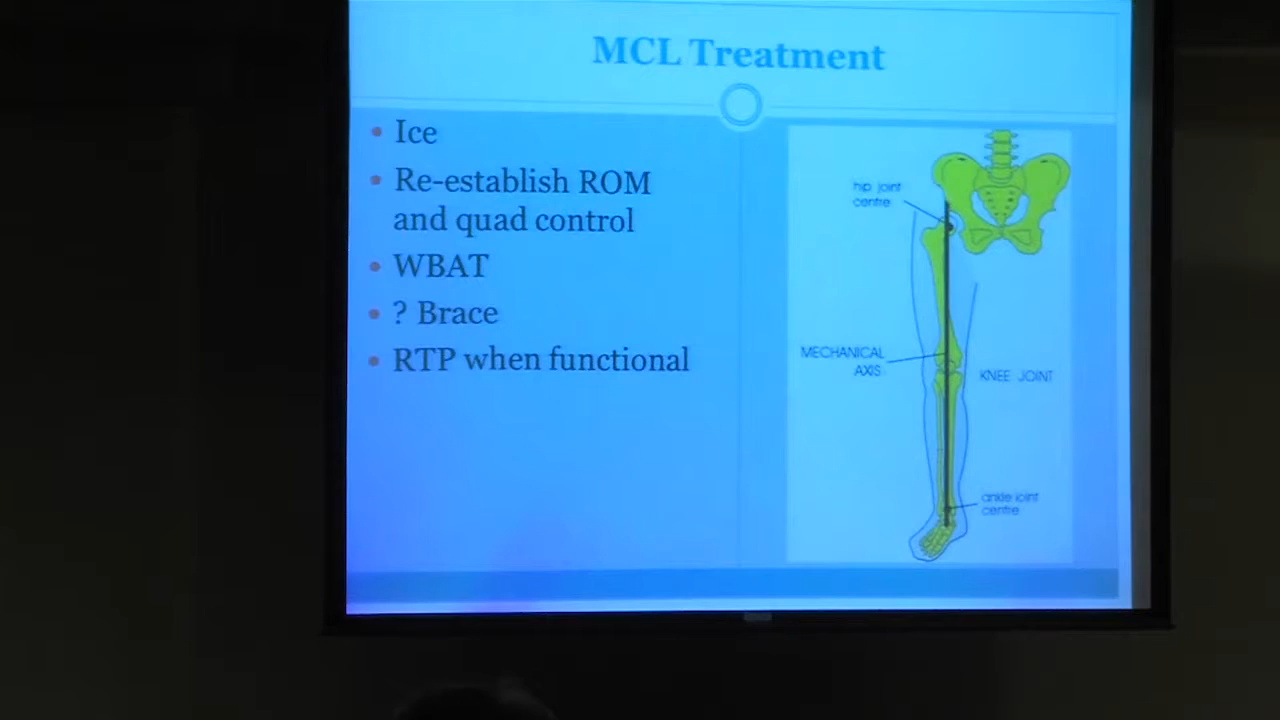 MCL Treatment
Ice
Re-establish ROM
and quad control
WBAT
? Brace
RTP when functional
hip joint
centre
MECHANICAL
AXIS
KNEE JOINT
ankle joint
centre